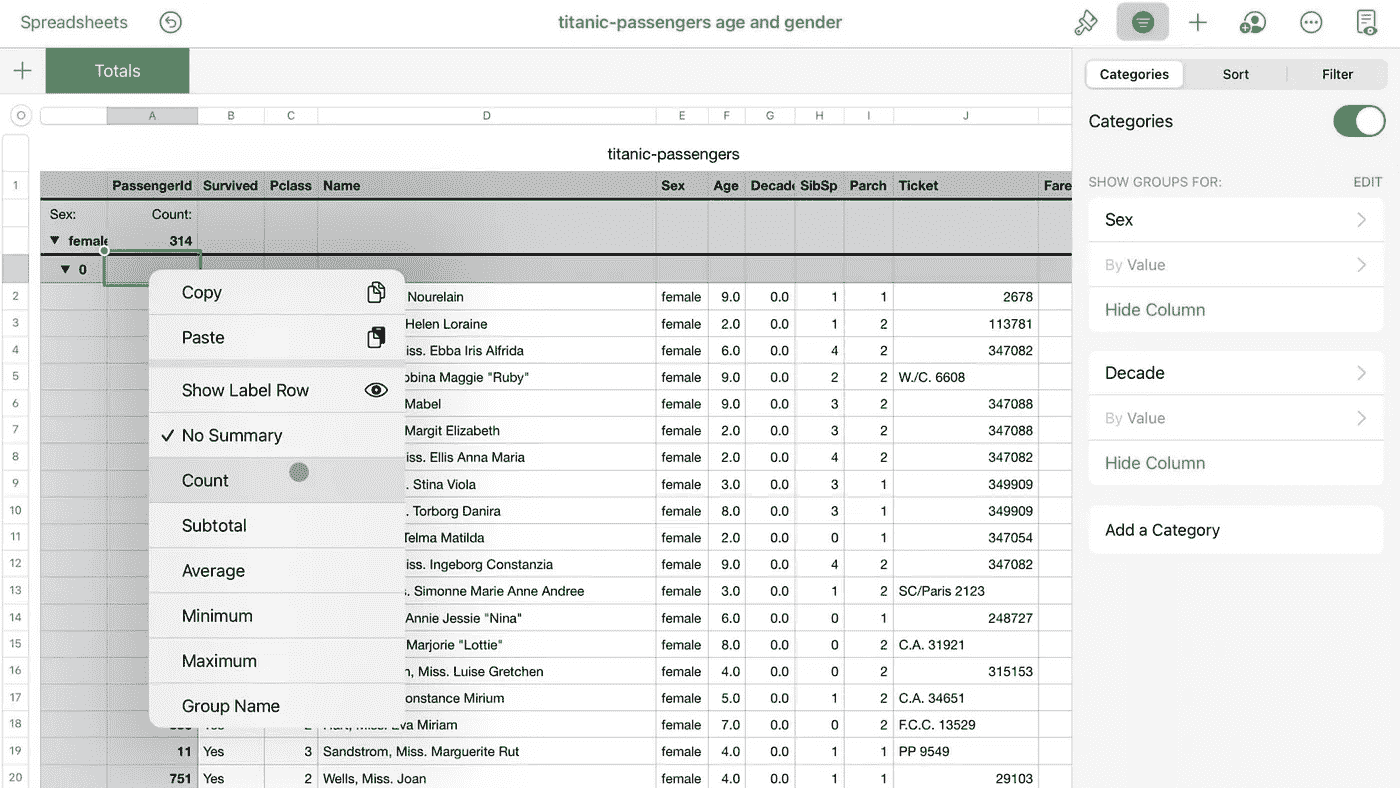 Spreadsheets titanic-passengers age and gender
Totals Categories Sort Filter
A B C D E F G H I J
Categories
titanic-passengers
SHOW GROUPS FOR: EDIT
1 PassengerId Survived Pclass Name Sex Age Decade SibSp Parch Ticket Fare
Sex: Count:
female 314
0
Sex
By Value
Hide Column
Decade
By Value
Hide Column
Add a Category
Copy
Paste
Show Label Row
No Summary
Count
Subtotal
Average
Minimum
Maximum
Group Name
2 Nourelain female 9.0 0.0 1 1 2678
3 Helen Loraine female 2.0 0.0 1 2 113781
4 iss. Ebba Iris Alfrida female 6.0 0.0 4 2 347082
5 obina Maggie "Ruby" female 9.0 0.0 2 2 W./C. 6608
6 Mabel female 9.0 0.0 3 2 347088
7 Margit Elizabeth female 2.0 0.0 3 2 347088
8 iss. Ellis Anna Maria female 2.0 0.0 4 2 347082
9 . Stina Viola female 3.0 0.0 3 1 349909
10 . Torborg Danira female 8.0 0.0 3 1 349909
11 Telma Matilda female 2.0 0.0 0 1 347054
12 iss. Ingeborg Constanzia female 9.0 0.0 4 2 347082
13 s. Simonne Marie Anne Andree female 3.0 0.0 1 2 SC/Paris 2123
14 Annie Jessie "Nina" female 6.0 0.0 0 1 248727
15 Marjorie "Lottie" female 8.0 0.0 0 2 C.A. 31921
16 n, Miss. Luise Gretchen female 4.0 0.0 0 2 315153
17 onstance Mirium female 5.0 0.0 1 2 C.A. 34651
18 Yes 2 Hart, Miss. Eva Miriam female 7.0 0.0 0 2 F.C.C. 13529
19 11 Yes 3 Sandstrom, Miss. Marguerite Rut female 4.0 0.0 1 1 PP 9549
20 751 Yes 2 Wells, Miss. Joan female 4.0 0.0 1 1 29103